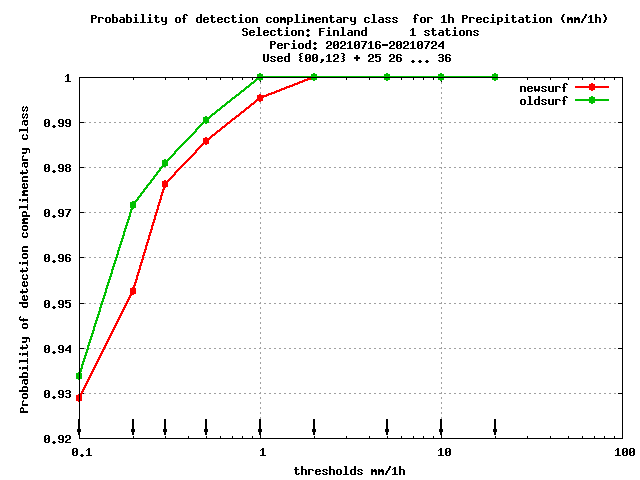 Probability of detection complimentary class  for 1h Precipitation (mm/1h)
Selection: Finland      1 stations
Period: 20210716-20210724
Used {00,12} + 25 26 ... 36
Probability of detection complimentary class
1
0.99
0.98
0.97
0.96
0.95
0.94
0.93
0.92
newsurf
oldsurf
0.1 1 10 100
thresholds mm/1h